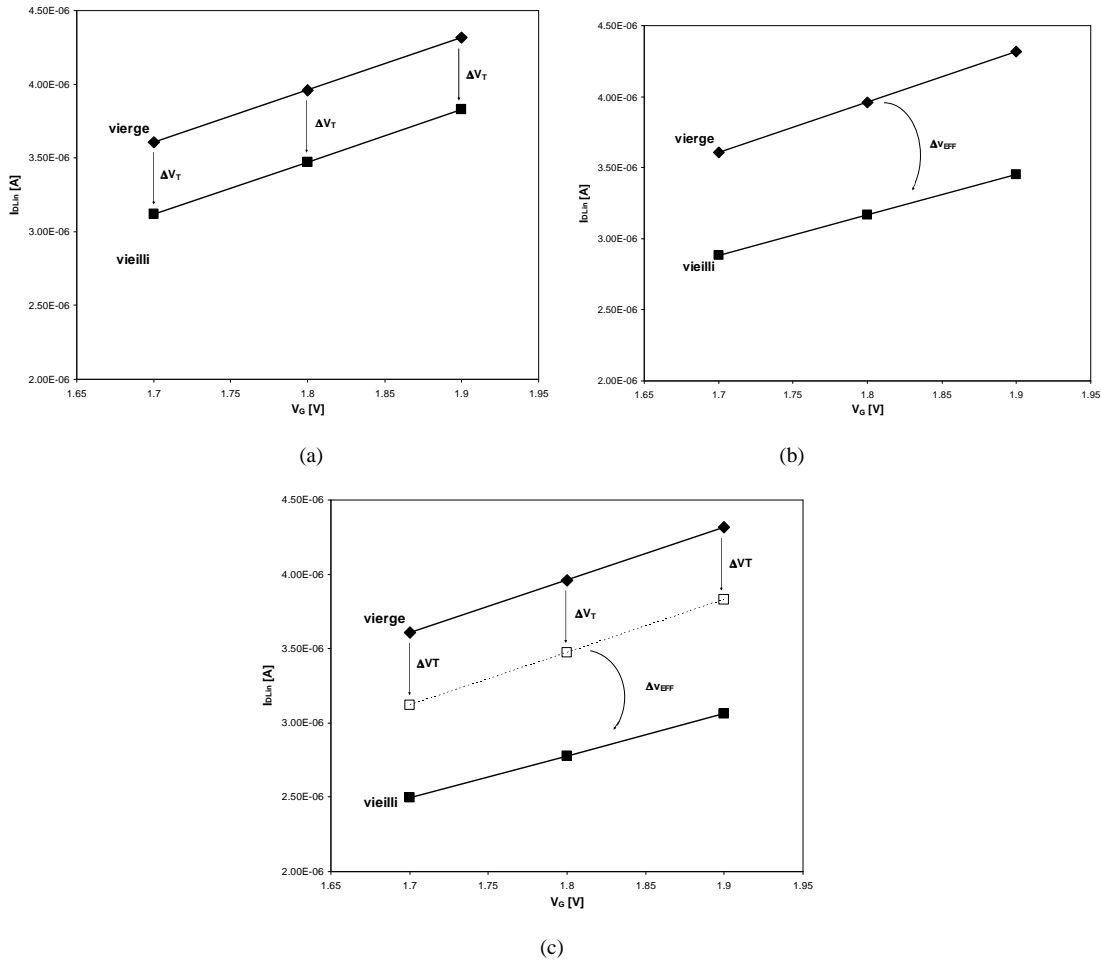 4.50E-06
4.00E-06
3.50E-06
3.00E-06
2.50E-06
2.00E-06
I_DLin [A]
vierge
vieilli
ΔV_T
ΔV_T
ΔV_T
1.65 1.7 1.75 1.8 1.85 1.9 1.95
V_G [V]
(a)
4.50E-06
4.00E-06
3.50E-06
3.00E-06
2.50E-06
2.00E-06
I_DLin [A]
vierge
vieilli
Δv_EFF
1.65 1.7 1.75 1.8 1.85 1.9 1.95
V_G [V]
(b)
4.50E-06
4.00E-06
3.50E-06
3.00E-06
2.50E-06
2.00E-06
I_DLin [A]
vierge
vieilli
ΔVT
ΔV_T
ΔVT
Δv_EFF
1.65 1.7 1.75 1.8 1.85 1.9 1.95
V_G [V]
(c)